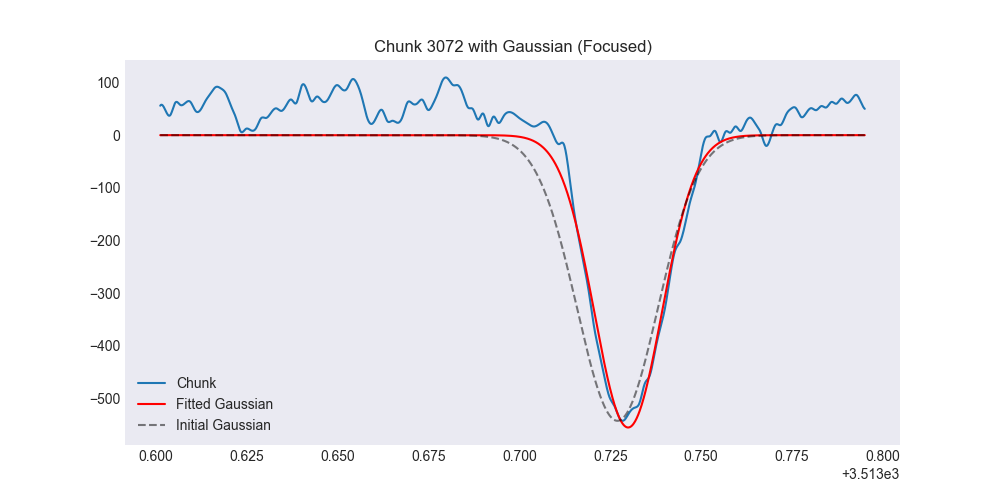 Chunk 3072 with Gaussian (Focused)
100
0
−100
−200
−300
−400
−500
Chunk
Fitted Gaussian
Initial Gaussian
0.600 0.625 0.650 0.675 0.700 0.725 0.750 0.775 0.800
+3.513e3